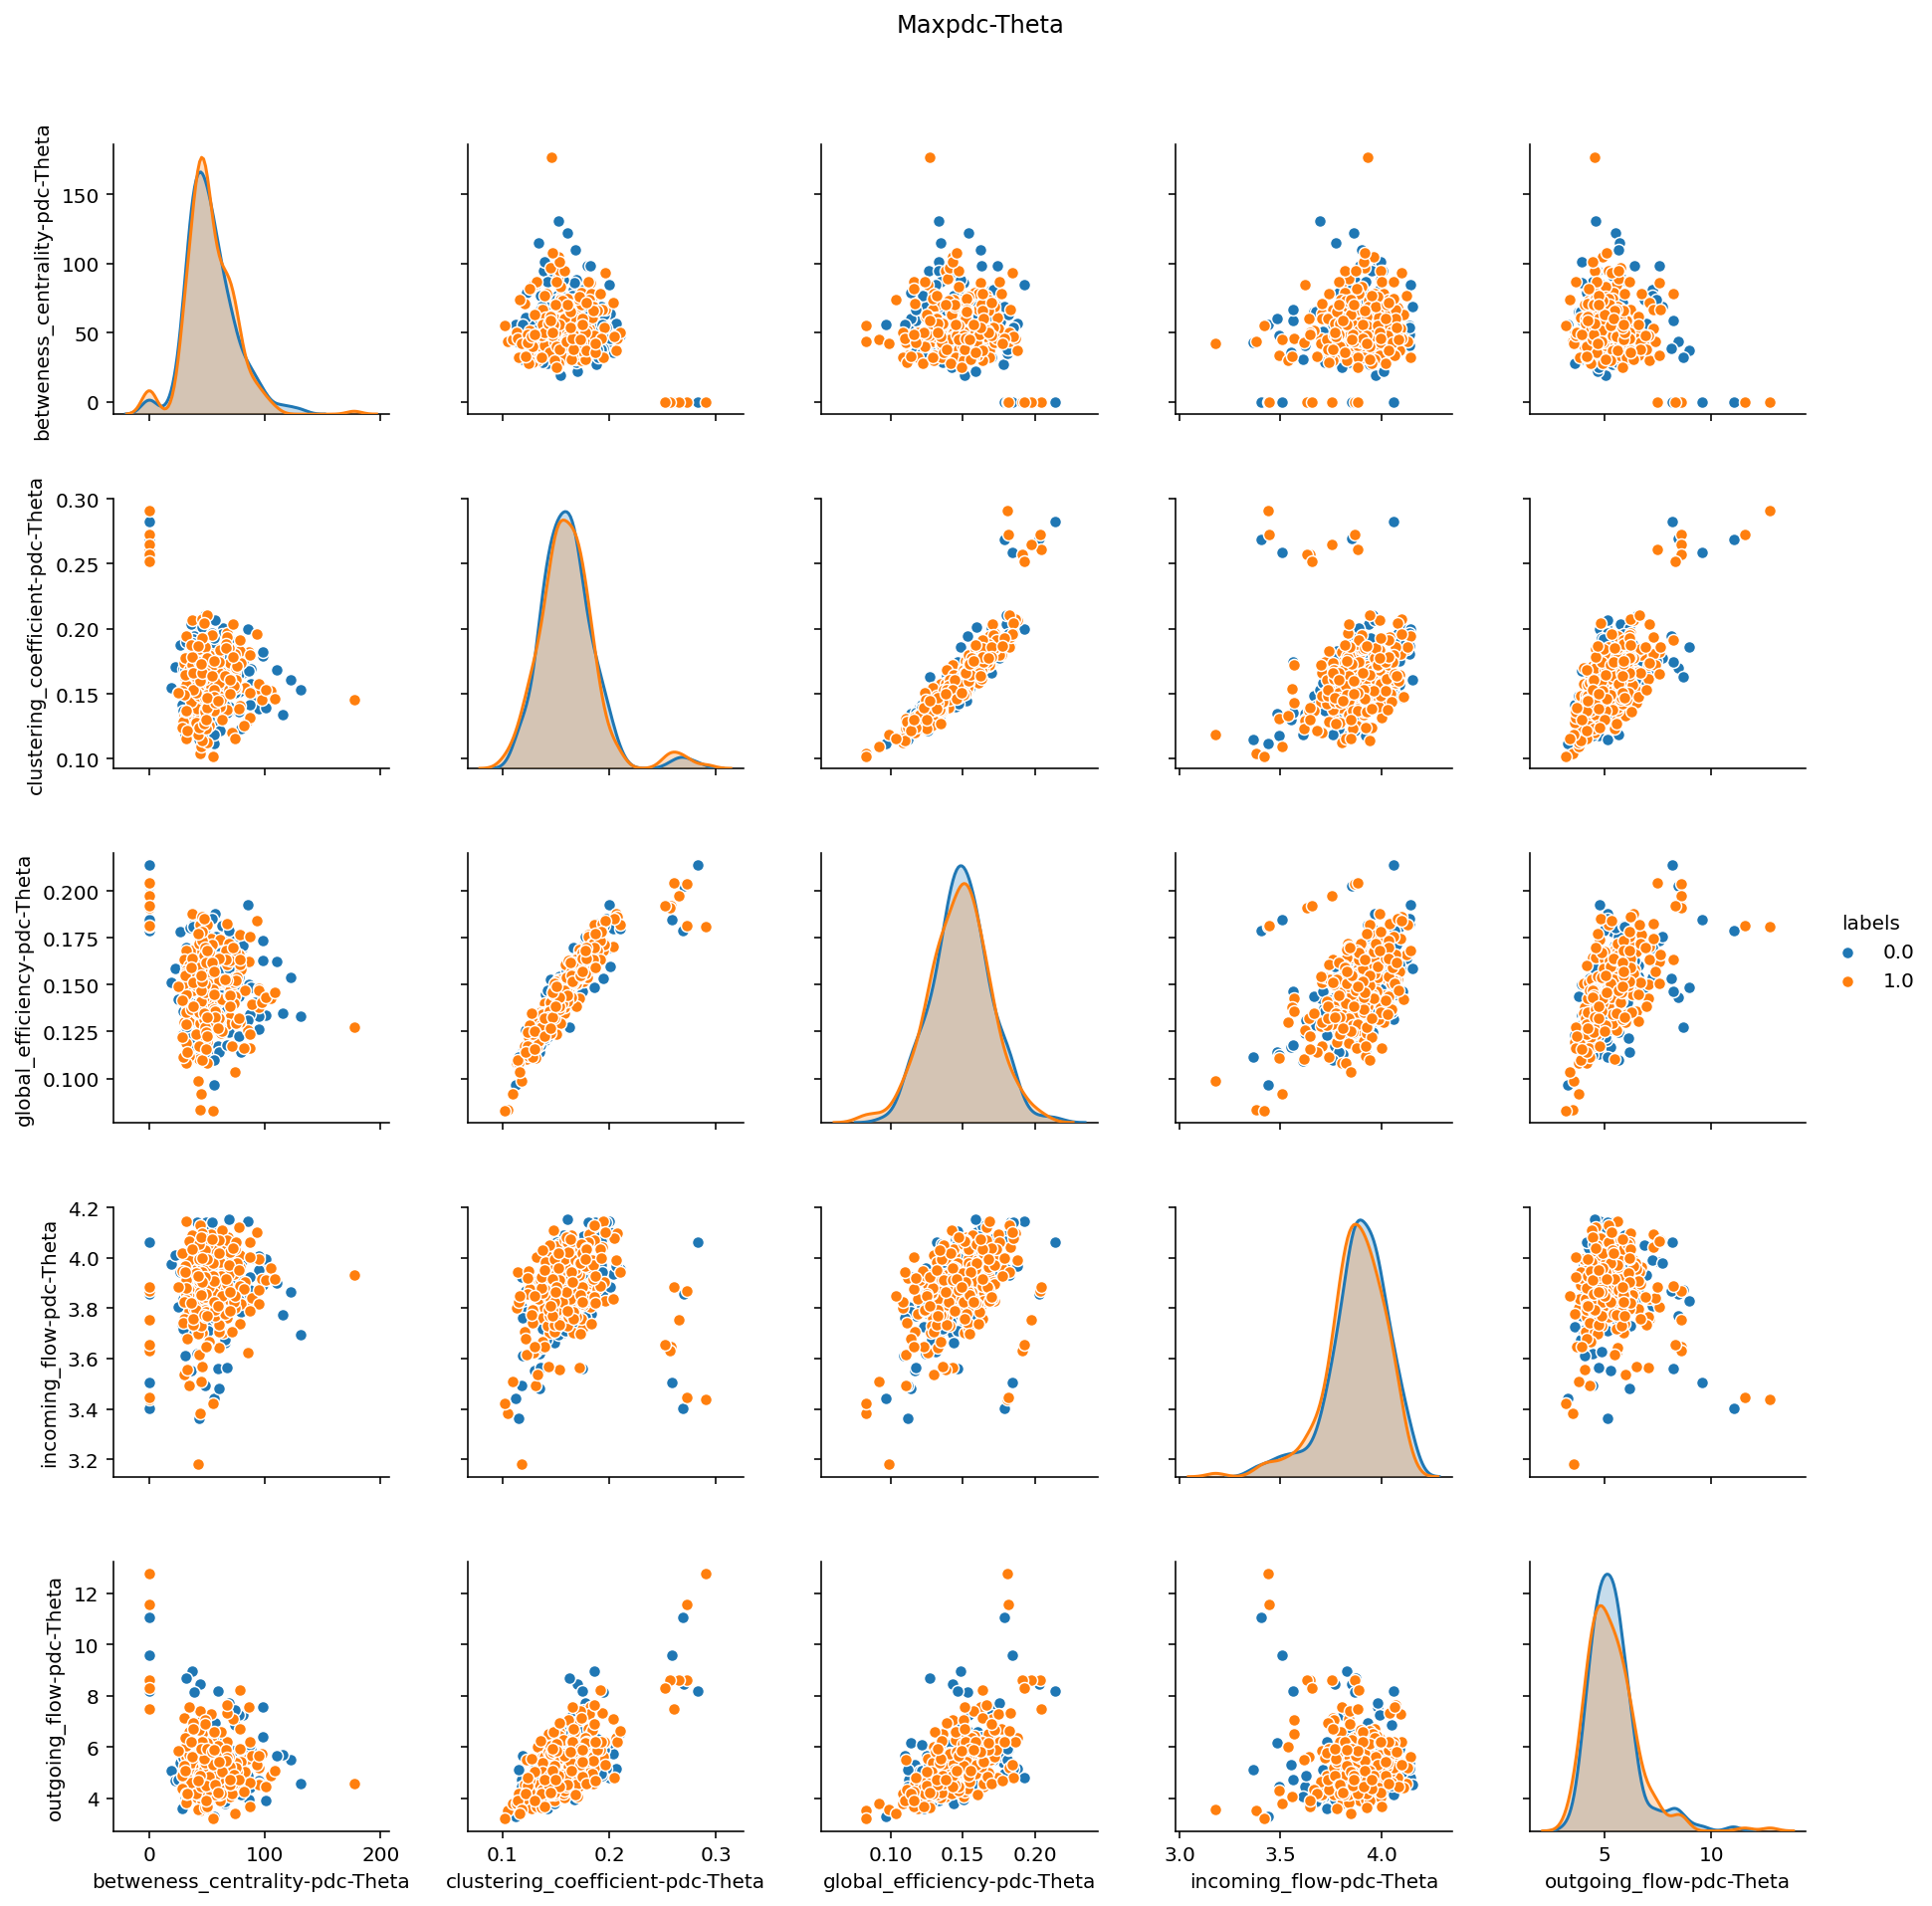 Maxpdc-Theta
betweness_centrality-pdc-Theta
150
100
50
0
clustering_coefficient-pdc-Theta
0.30
0.25
0.20
0.15
0.10
global_efficiency-pdc-Theta
0.200
0.175
0.150
0.125
0.100
labels
0.0
1.0
incoming_flow-pdc-Theta
4.2
4.0
3.8
3.6
3.4
3.2
outgoing_flow-pdc-Theta
12
10
8
6
4
0 100 200
0.1 0.2 0.3
0.10 0.15 0.20
3.0 3.5 4.0
5 10
betweness_centrality-pdc-Theta
clustering_coefficient-pdc-Theta
global_efficiency-pdc-Theta
incoming_flow-pdc-Theta
outgoing_flow-pdc-Theta